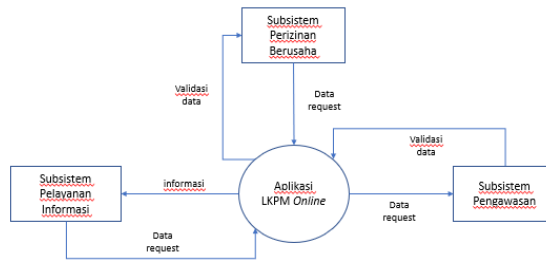 Subsistem
Perizinan
Berusaha
Validasi
data
Data
request
Validasi
data
Subsistem
Pelayanan
Informasi
informasi
Aplikasi
LKPM Online
Data
request
Subsistem
Pengawasan
Data
request